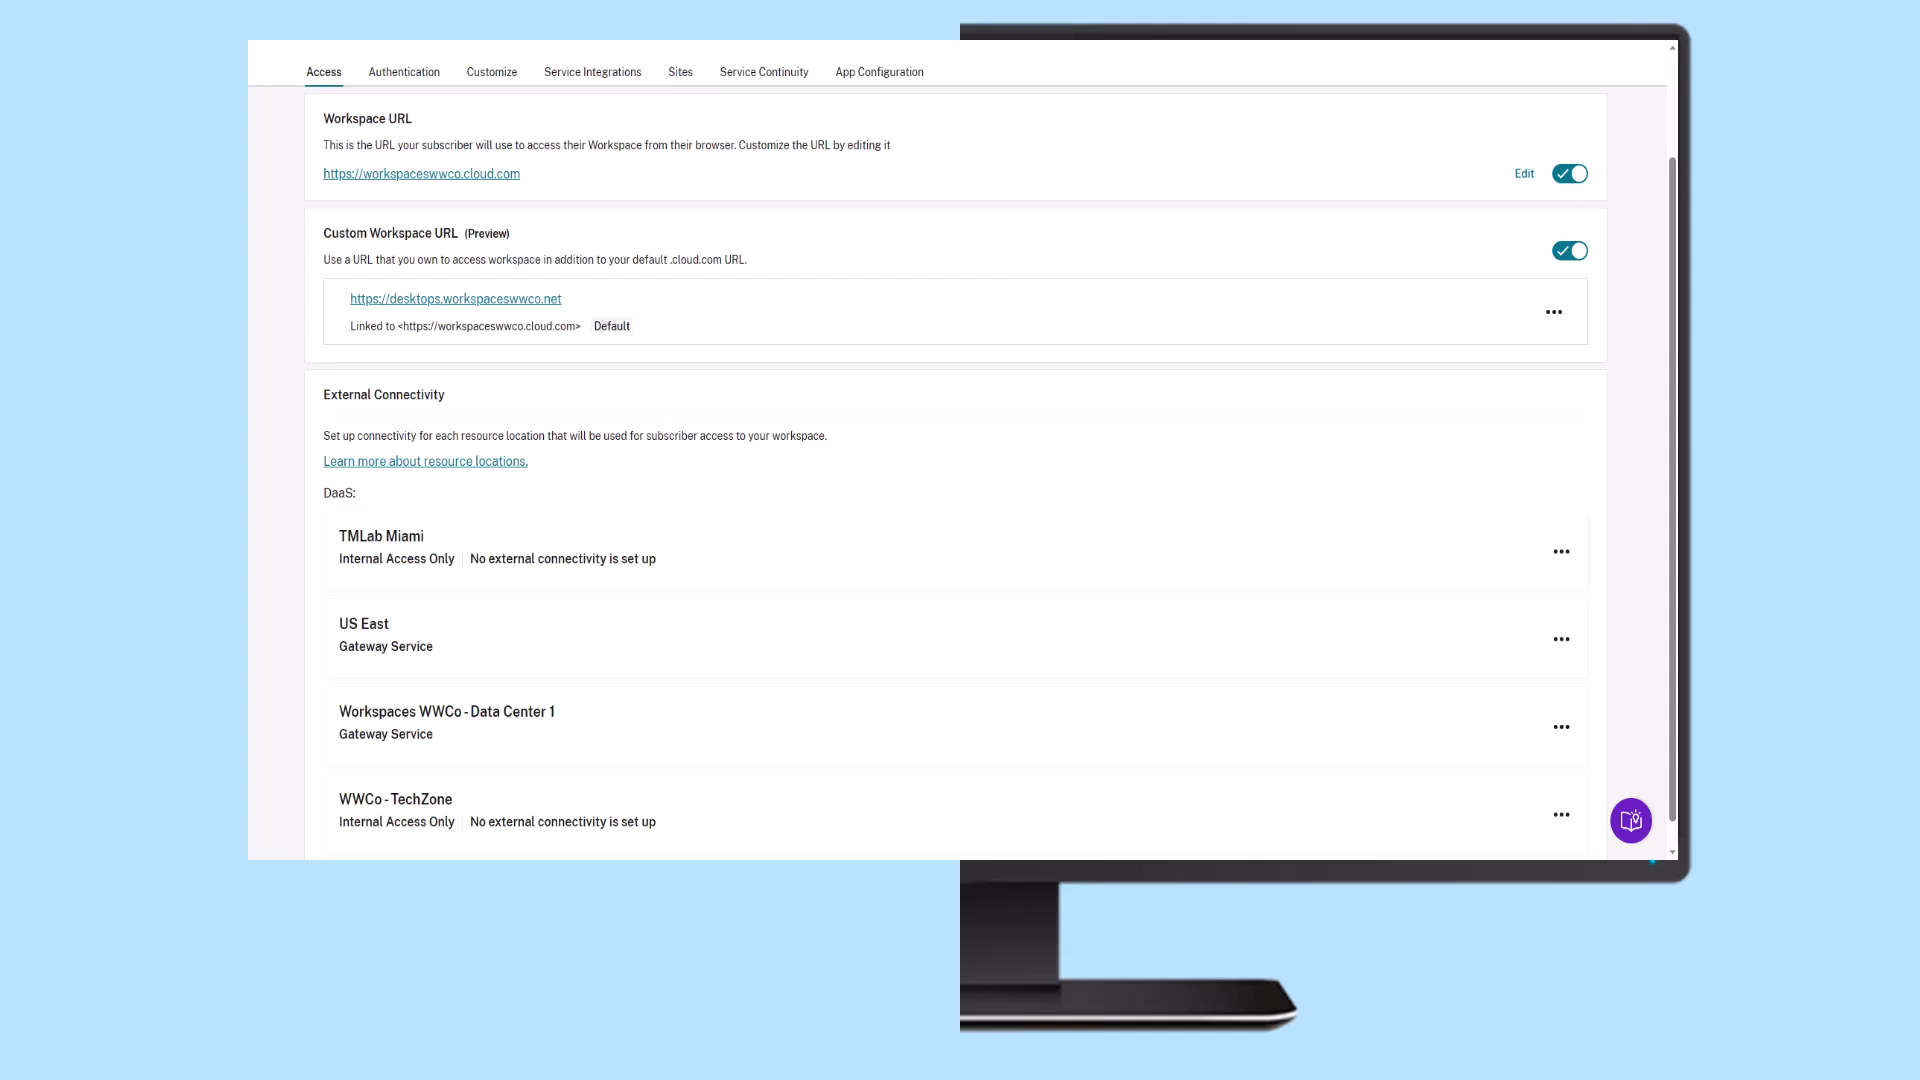 Access Authentication Customize Service Integrations Sites Service Continuity App Configuration
Workspace URL
This is the URL your subscriber will use to access their Workspace from their browser. Customize the URL by editing it
https://workspaceswwco.cloud.com Edit
Custom Workspace URL (Preview)
Use a URL that you own to access workspace in addition to your default .cloud.com URL.
https://desktops.workspaceswwco.net
Linked to <https://workspaceswwco.cloud.com> Default
External Connectivity
Set up connectivity for each resource location that will be used for subscriber access to your workspace.
Learn more about resource locations.
DaaS:
TMLab Miami
Internal Access Only No external connectivity is set up
US East
Gateway Service
Workspaces WWCo - Data Center 1
Gateway Service
WWCo - TechZone
Internal Access Only No external connectivity is set up